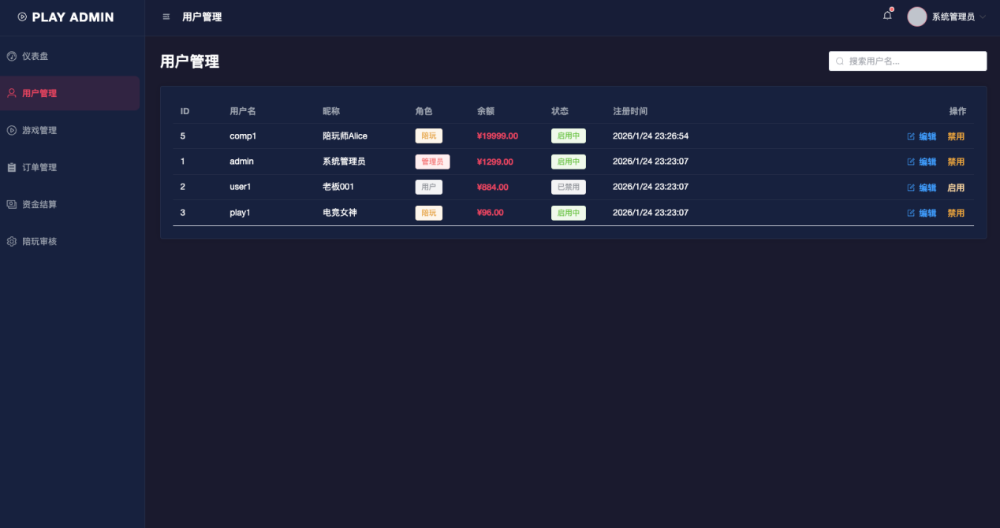 PLAY ADMIN
用户管理
系统管理员
仪表盘
用户管理
游戏管理
订单管理
资金结算
陪玩审核
用户管理
搜索用户名...
ID 用户名 昵称 角色 余额 状态 注册时间 操作
5 comp1 陪玩师Alice 陪玩 ¥19999.00 启用中 2026/1/24 23:26:54 编辑 禁用
1 admin 系统管理员 管理员 ¥1299.00 启用中 2026/1/24 23:23:07 编辑 禁用
2 user1 老板001 用户 ¥884.00 已禁用 2026/1/24 23:23:07 编辑 启用
3 play1 电竞女神 陪玩 ¥96.00 启用中 2026/1/24 23:23:07 编辑 禁用